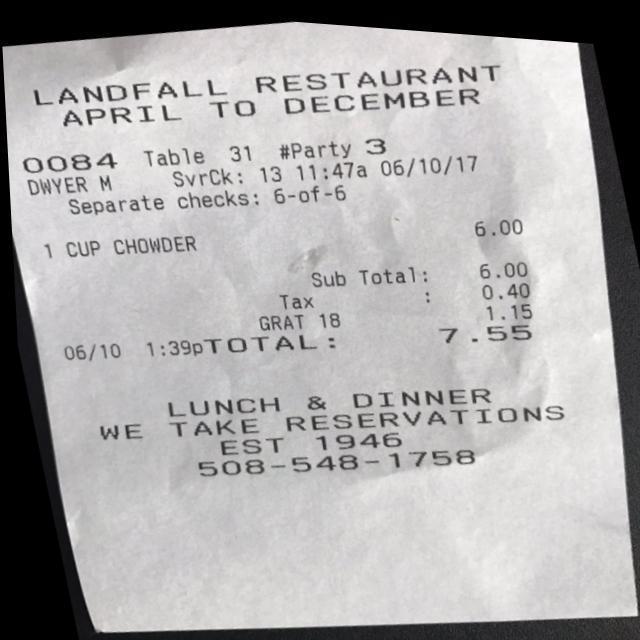 LANDFALL RESTAURANT
APRIL TO DECEMBER
0084 Table 31 #Party 3
DWYER M SvrCk: 13 11:47a 06/10/17
Separate checks: 6-of-6
1 CUP CHOWDER 6.00
Sub Total: 6.00
Tax : 0.40
GRAT 18 1.15
06/10 1:39pTOTAL: 7.55
LUNCH & DINNER
WE TAKE RESERVATIONS
EST 1946
508-548-1758